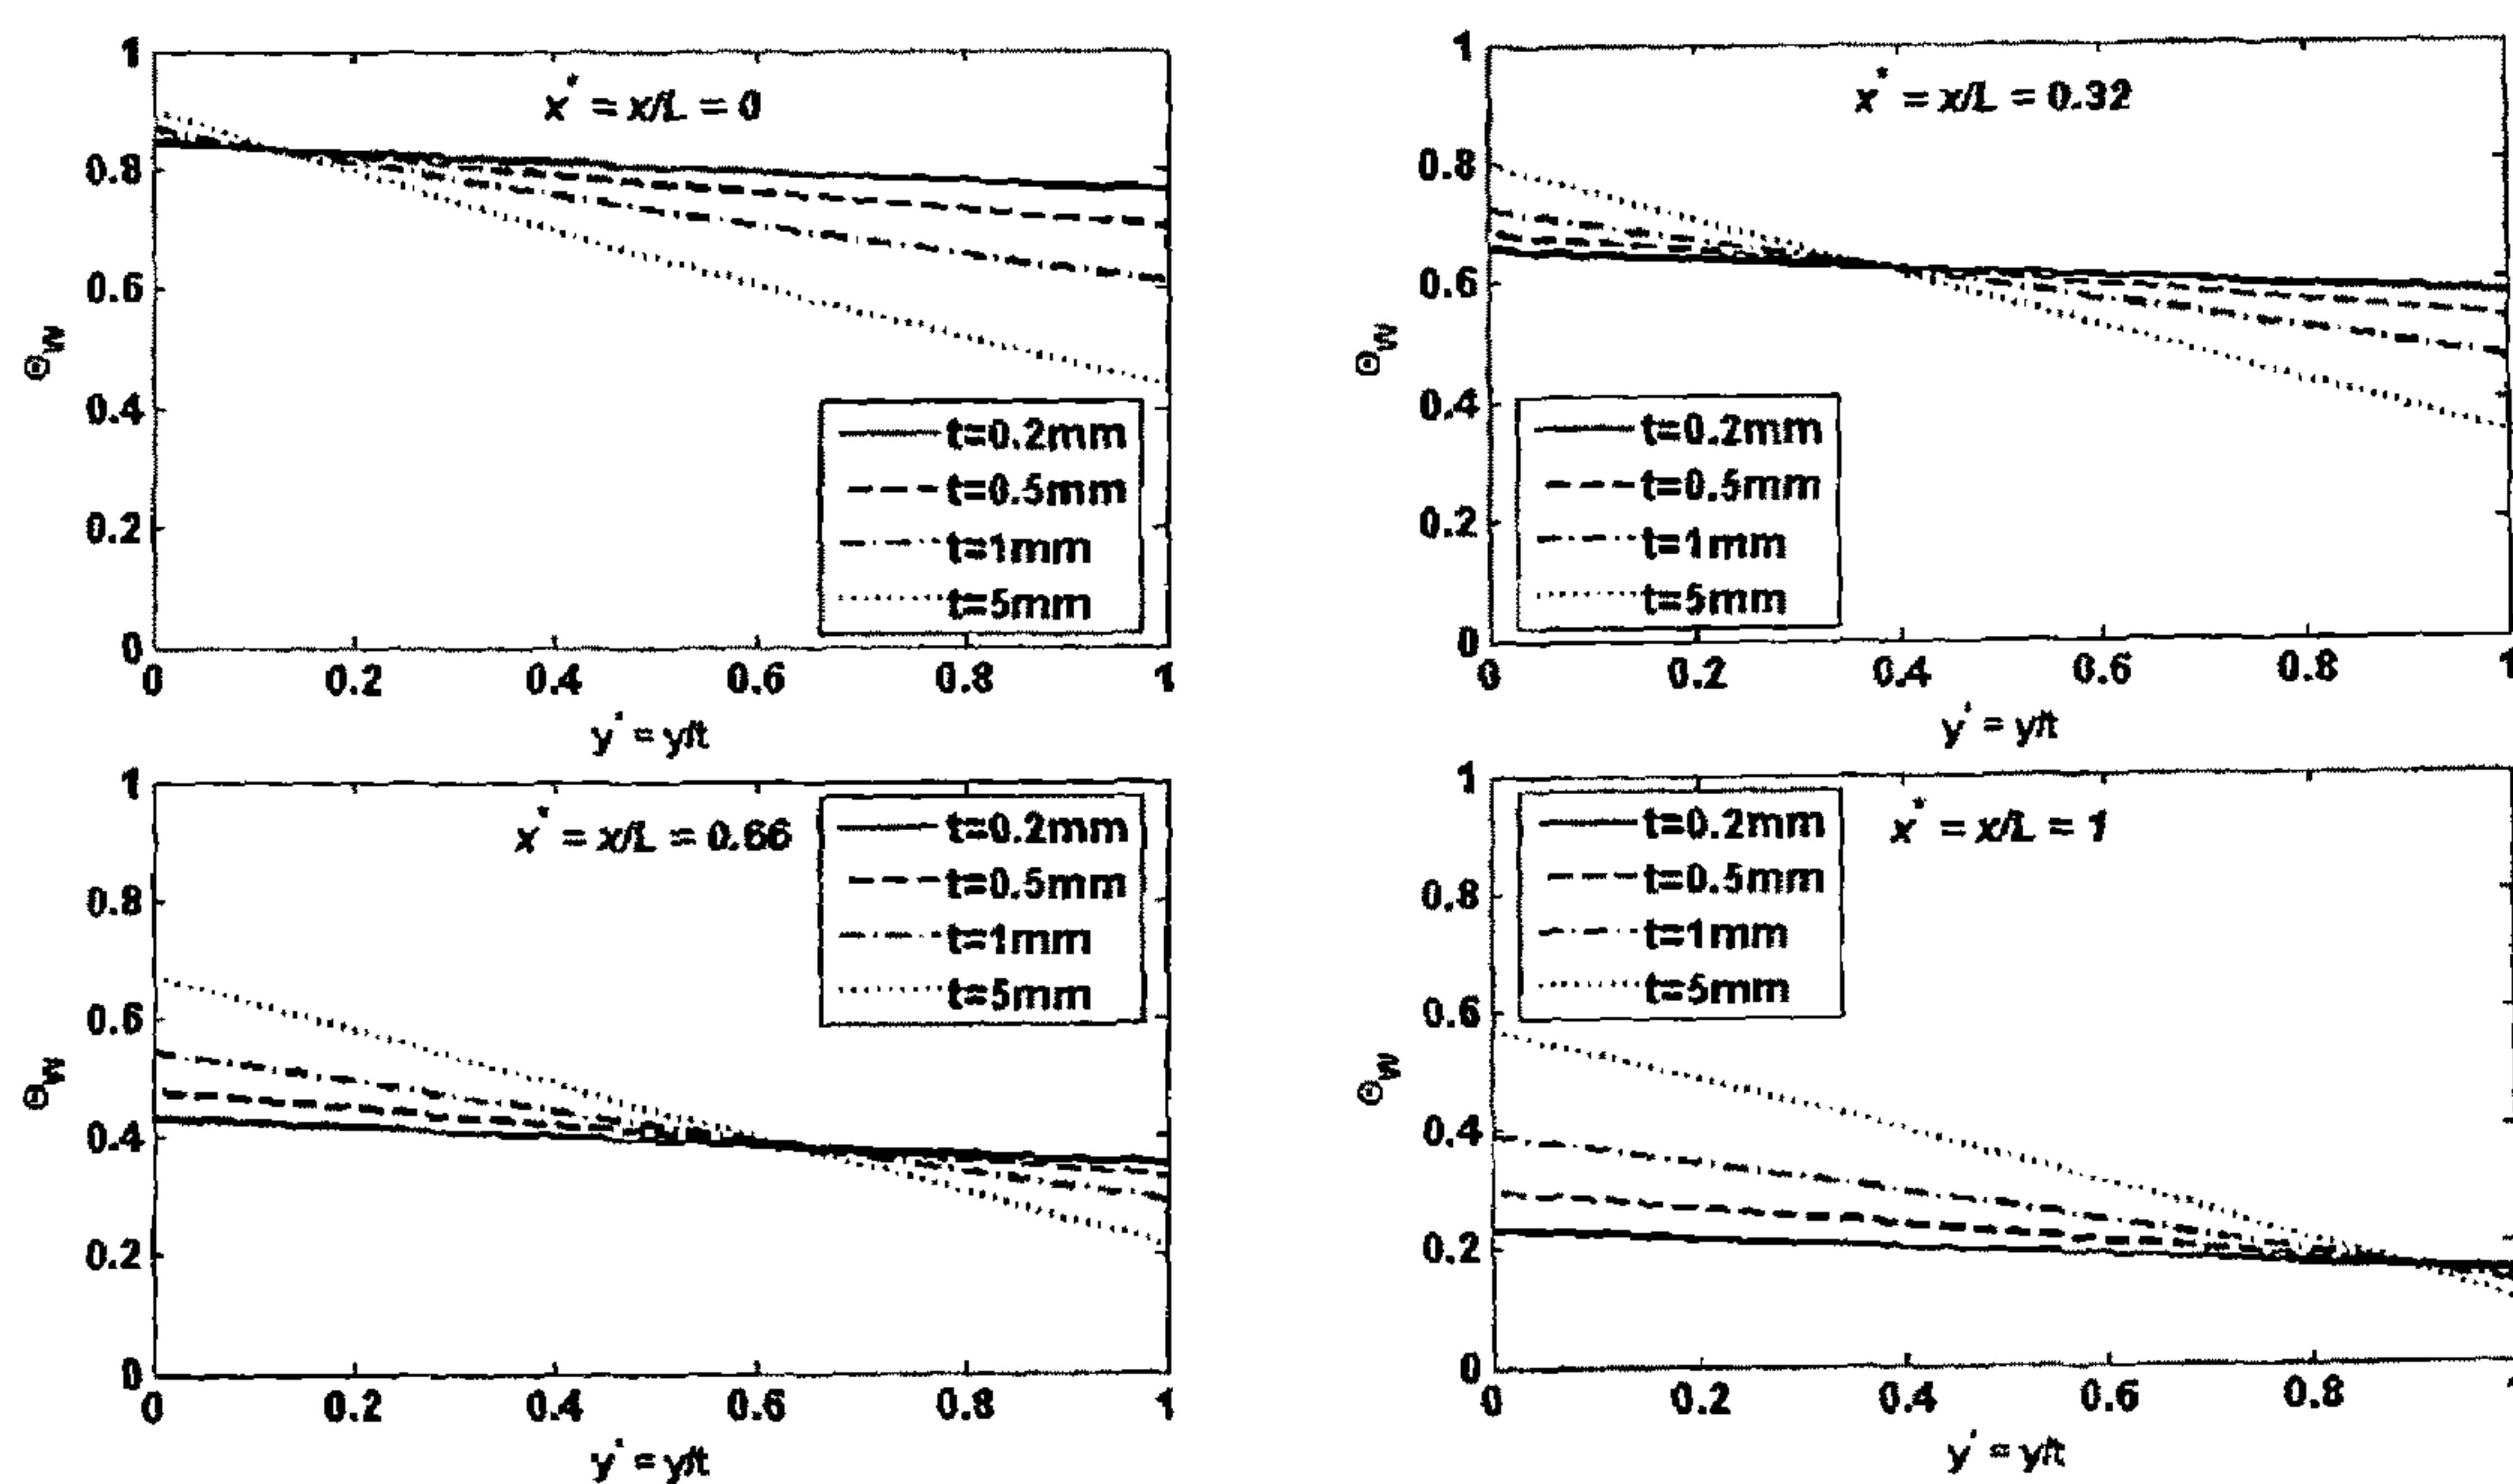 1
0.8
0.6
0.4
0.2
0
Θw
x* = x/L = 0
t=0.2mm
t=0.5mm
t=1mm
t=5mm
0 0.2 0.4 0.6 0.8 1
y* = y/t
1
0.8
0.6
0.4
0.2
0
Θw
x* = x/L = 0.32
t=0.2mm
t=0.5mm
t=1mm
t=5mm
0 0.2 0.4 0.6 0.8 1
y* = y/t
1
0.8
0.6
0.4
0.2
0
Θw
x* = x/L = 0.66
t=0.2mm
t=0.5mm
t=1mm
t=5mm
0 0.2 0.4 0.6 0.8 1
y* = y/t
1
0.8
0.6
0.4
0.2
0
Θw
x* = x/L = 1
t=0.2mm
t=0.5mm
t=1mm
t=5mm
0 0.2 0.4 0.6 0.8
y* = y/t